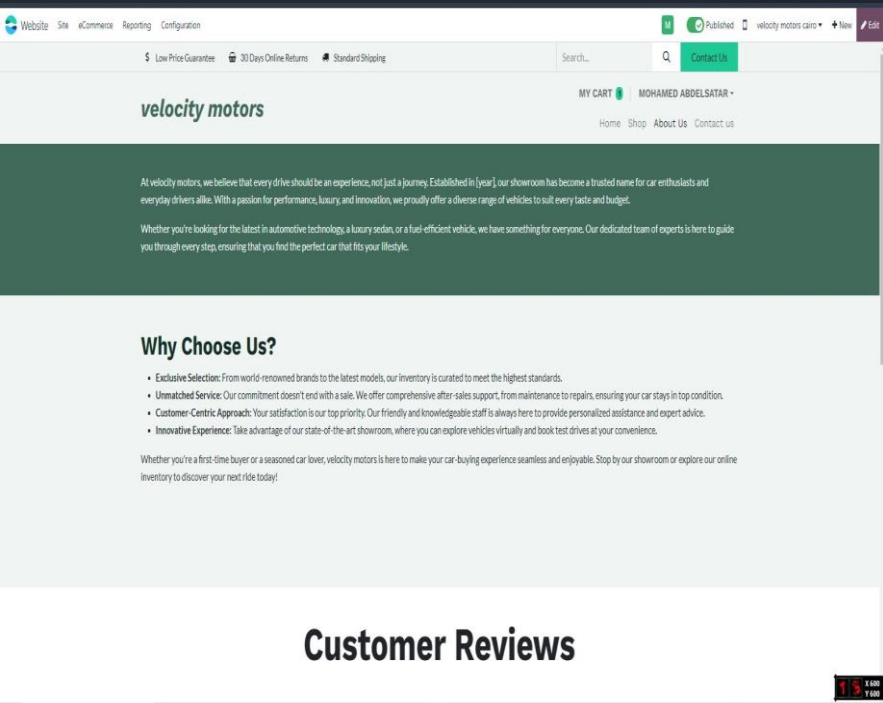 Website Site eCommerce Reporting Configuration
M Published velocity motors cairo New Edit
$ Low Price Guarantee 30 Days Online Returns Standard Shipping
Search... Contact Us
MY CART MOHAMED ABDELSATAR
velocity motors
Home Shop About Us Contact us
At velocity motors, we believe that every drive should be an experience, not just a journey. Established in [year], our showroom has become a trusted name for car enthusiasts and
everyday drivers alike. With a passion for performance, luxury, and innovation, we proudly offer a diverse range of vehicles to suit every taste and budget.
Whether you're looking for the latest in automotive technology, a luxury sedan, or a fuel-efficient vehicle, we have something for everyone. Our dedicated team of experts is here to guide
you through every step, ensuring that you find the perfect car that fits your lifestyle.
Why Choose Us?
• Exclusive Selection: From world-renowned brands to the latest models, our inventory is curated to meet the highest standards.
• Unmatched Service: Our commitment doesn't end with a sale. We offer comprehensive after-sales support, from maintenance to repairs, ensuring your car stays in top condition.
• Customer-Centric Approach: Your satisfaction is our top priority. Our friendly and knowledgeable staff is always here to provide personalized assistance and expert advice.
• Innovative Experience: Take advantage of our state-of-the-art showroom, where you can explore vehicles virtually and book test drives at your convenience.
Whether you're a first-time buyer or a seasoned car lover, velocity motors is here to make your car-buying experience seamless and enjoyable. Stop by our showroom or explore our online
inventory to discover your next ride today!
Customer Reviews
15 X 600
Y 600